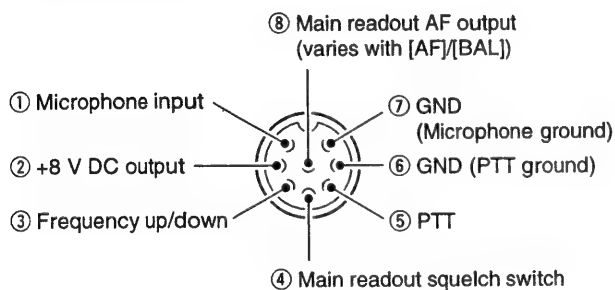 ⑧ Main readout AF output
(varies with [AF]/[BAL])
① Microphone input
⑦ GND
(Microphone ground)
② +8 V DC output
⑥ GND (PTT ground)
③ Frequency up/down
⑤ PTT
④ Main readout squelch switch